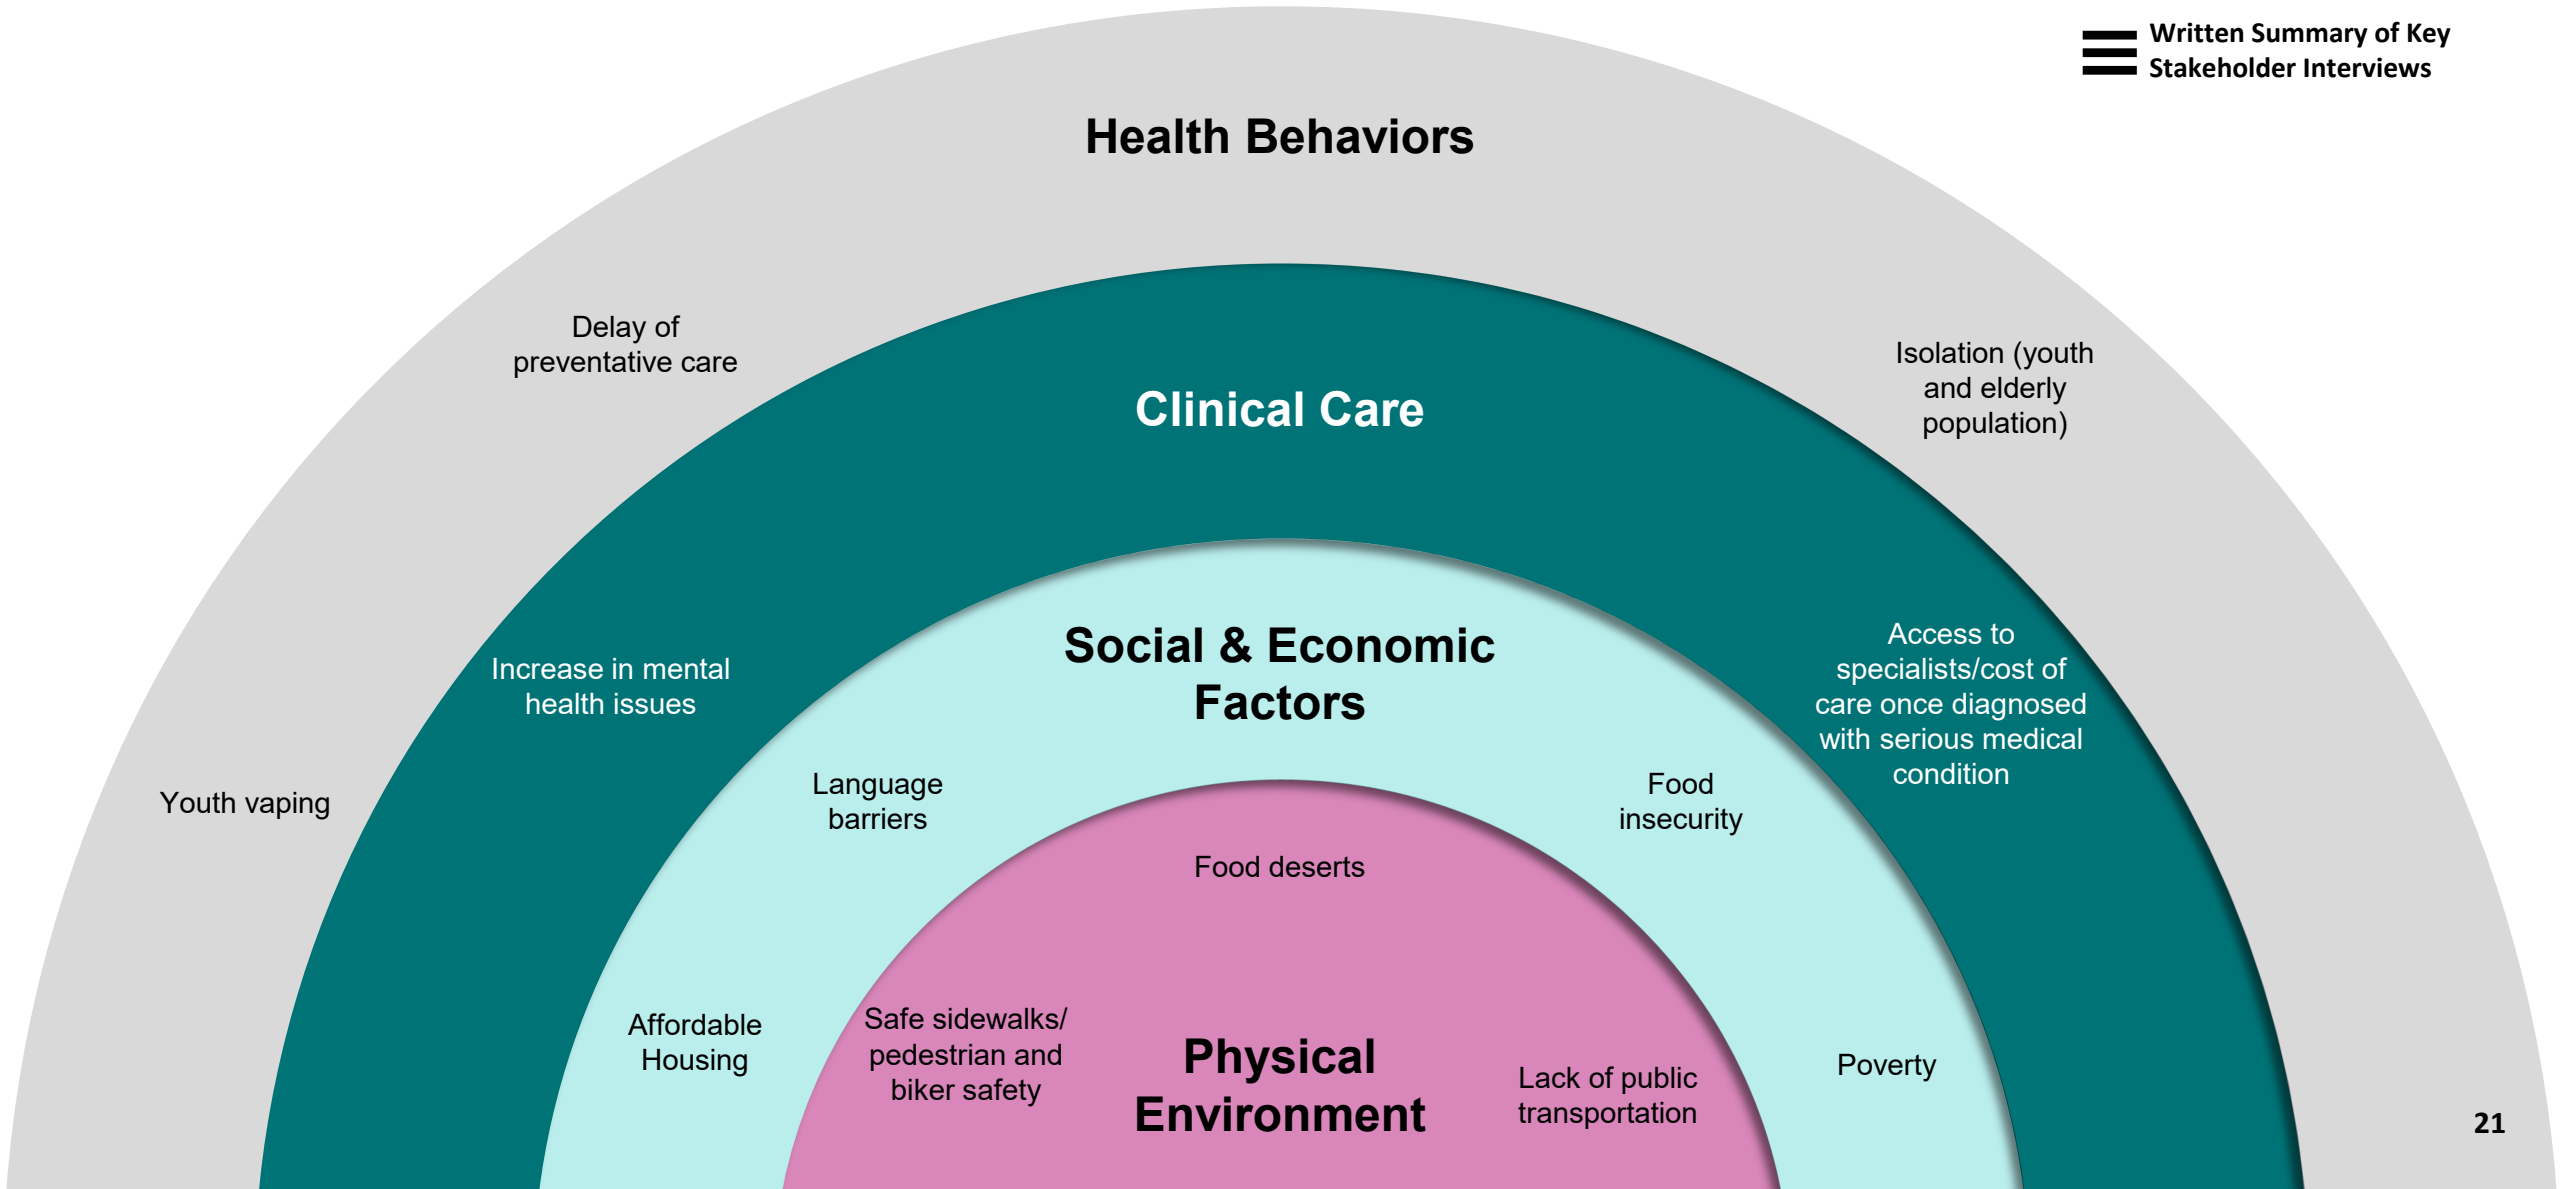 Written Summary of Key
Stakeholder Interviews
Health Behaviors
Delay of
preventative care
Isolation (youth
and elderly
population)
Youth vaping
Clinical Care
Increase in mental
health issues
Access to
specialists/cost of
care once diagnosed
with serious medical
condition
Social & Economic
Factors
Language
barriers
Food
insecurity
Affordable
Housing
Poverty
Food deserts
Safe sidewalks/
pedestrian and
biker safety
Physical
Environment
Lack of public
transportation
21